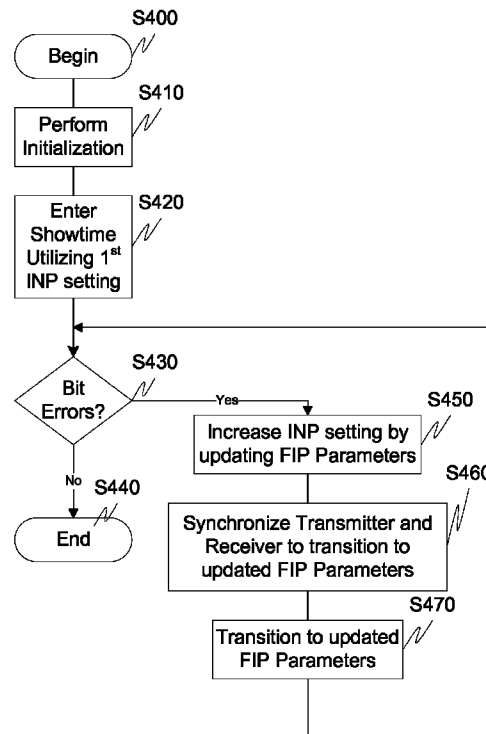 S400
Begin
S410
Perform
Initialization
S420
Enter
Showtime
Utilizing 1st
INP setting
S430
Bit
Errors?
Yes
No
S440
End
S450
Increase INP setting by
updating FIP Parameters
S460
Synchronize Transmitter and
Receiver to transition to
updated FIP Parameters
S470
Transition to updated
FIP Parameters